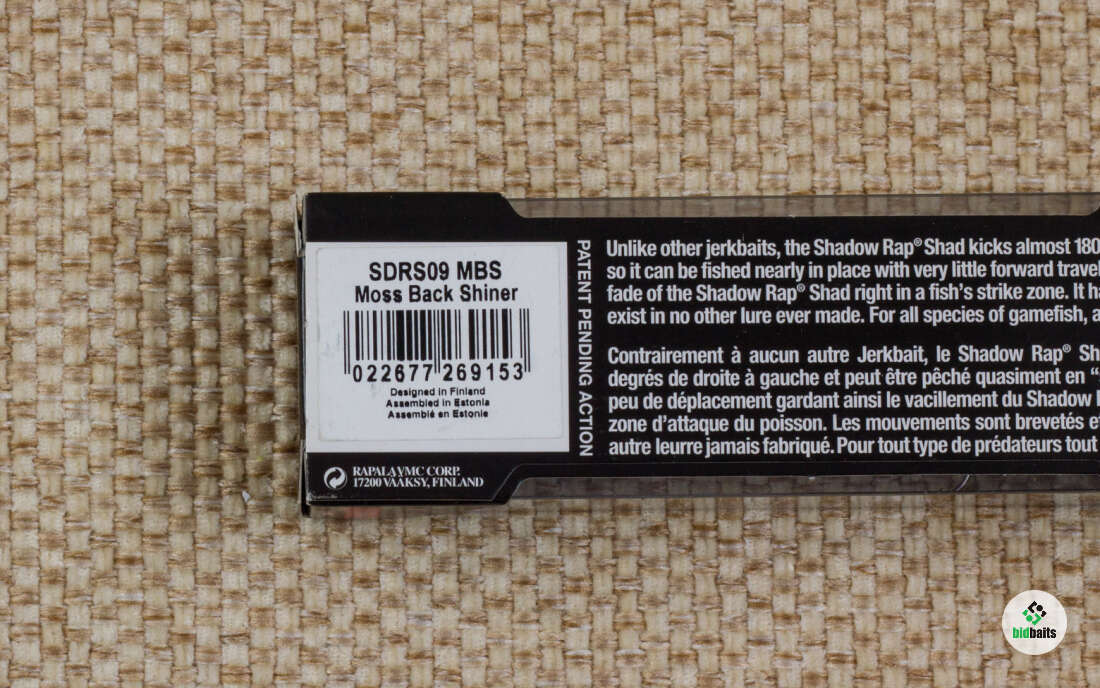 SDRS09 MBS
Moss Back Shiner
022677 269153
Designed in Finland
Assembled in Estonia
Assemblé en Estonie
RAPALA VMC CORP.
17200 VÄÄKSY, FINLAND
PATENT PENDING ACTION
Unlike other jerkbaits, the Shadow Rap® Shad kicks almost 180
so it can be fished nearly in place with very little forward travel
fade of the Shadow Rap® Shad right in a fish's strike zone. It ha
exist in no other lure ever made. For all species of gamefish, a
Contrairement à aucun autre Jerkbait, le Shadow Rap® Sh
degrés de droite à gauche et peut être pêché quasiment en “
peu de déplacement gardant ainsi le vacillement du Shadow
zone d'attaque du poisson. Les mouvements sont brevetés et
autre leurre jamais fabriqué. Pour tout type de prédateurs tout
bidbaits